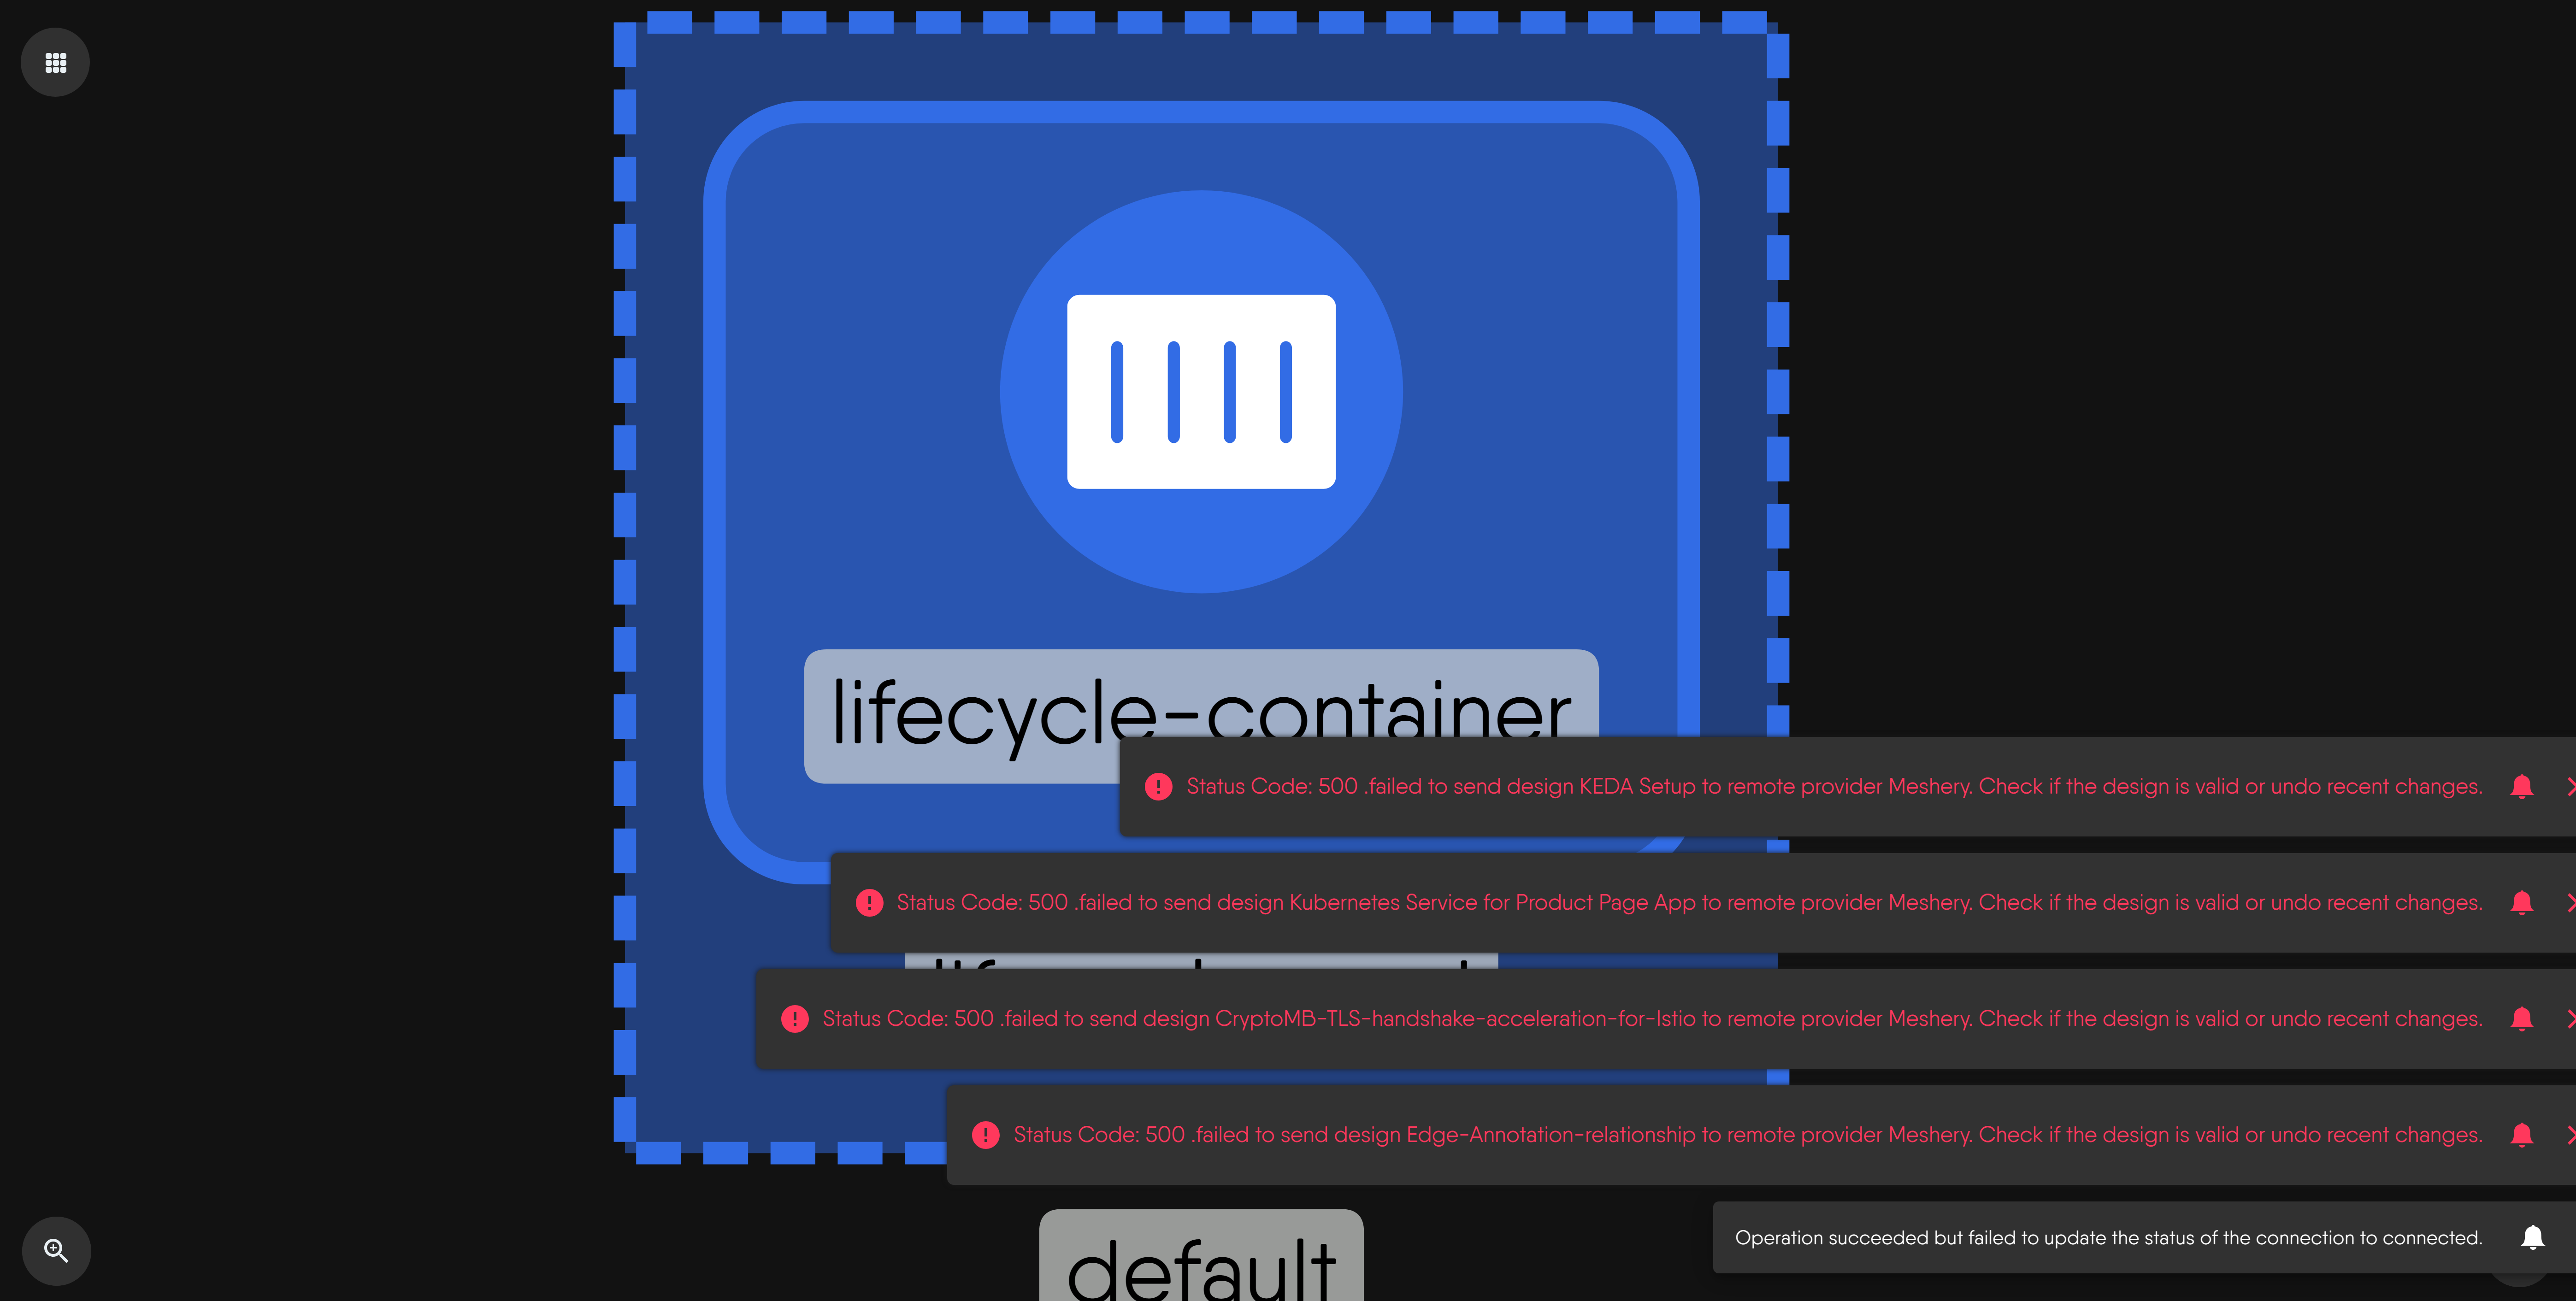 lifecycle-container
Status Code: 500 .failed to send design KEDA Setup to remote provider Meshery. Check if the design is valid or undo recent changes.
Status Code: 500 .failed to send design Kubernetes Service for Product Page App to remote provider Meshery. Check if the design is valid or undo recent changes.
Status Code: 500 .failed to send design CryptoMB-TLS-handshake-acceleration-for-Istio to remote provider Meshery. Check if the design is valid or undo recent changes.
Status Code: 500 .failed to send design Edge-Annotation-relationship to remote provider Meshery. Check if the design is valid or undo recent changes.
Operation succeeded but failed to update the status of the connection to connected.
default